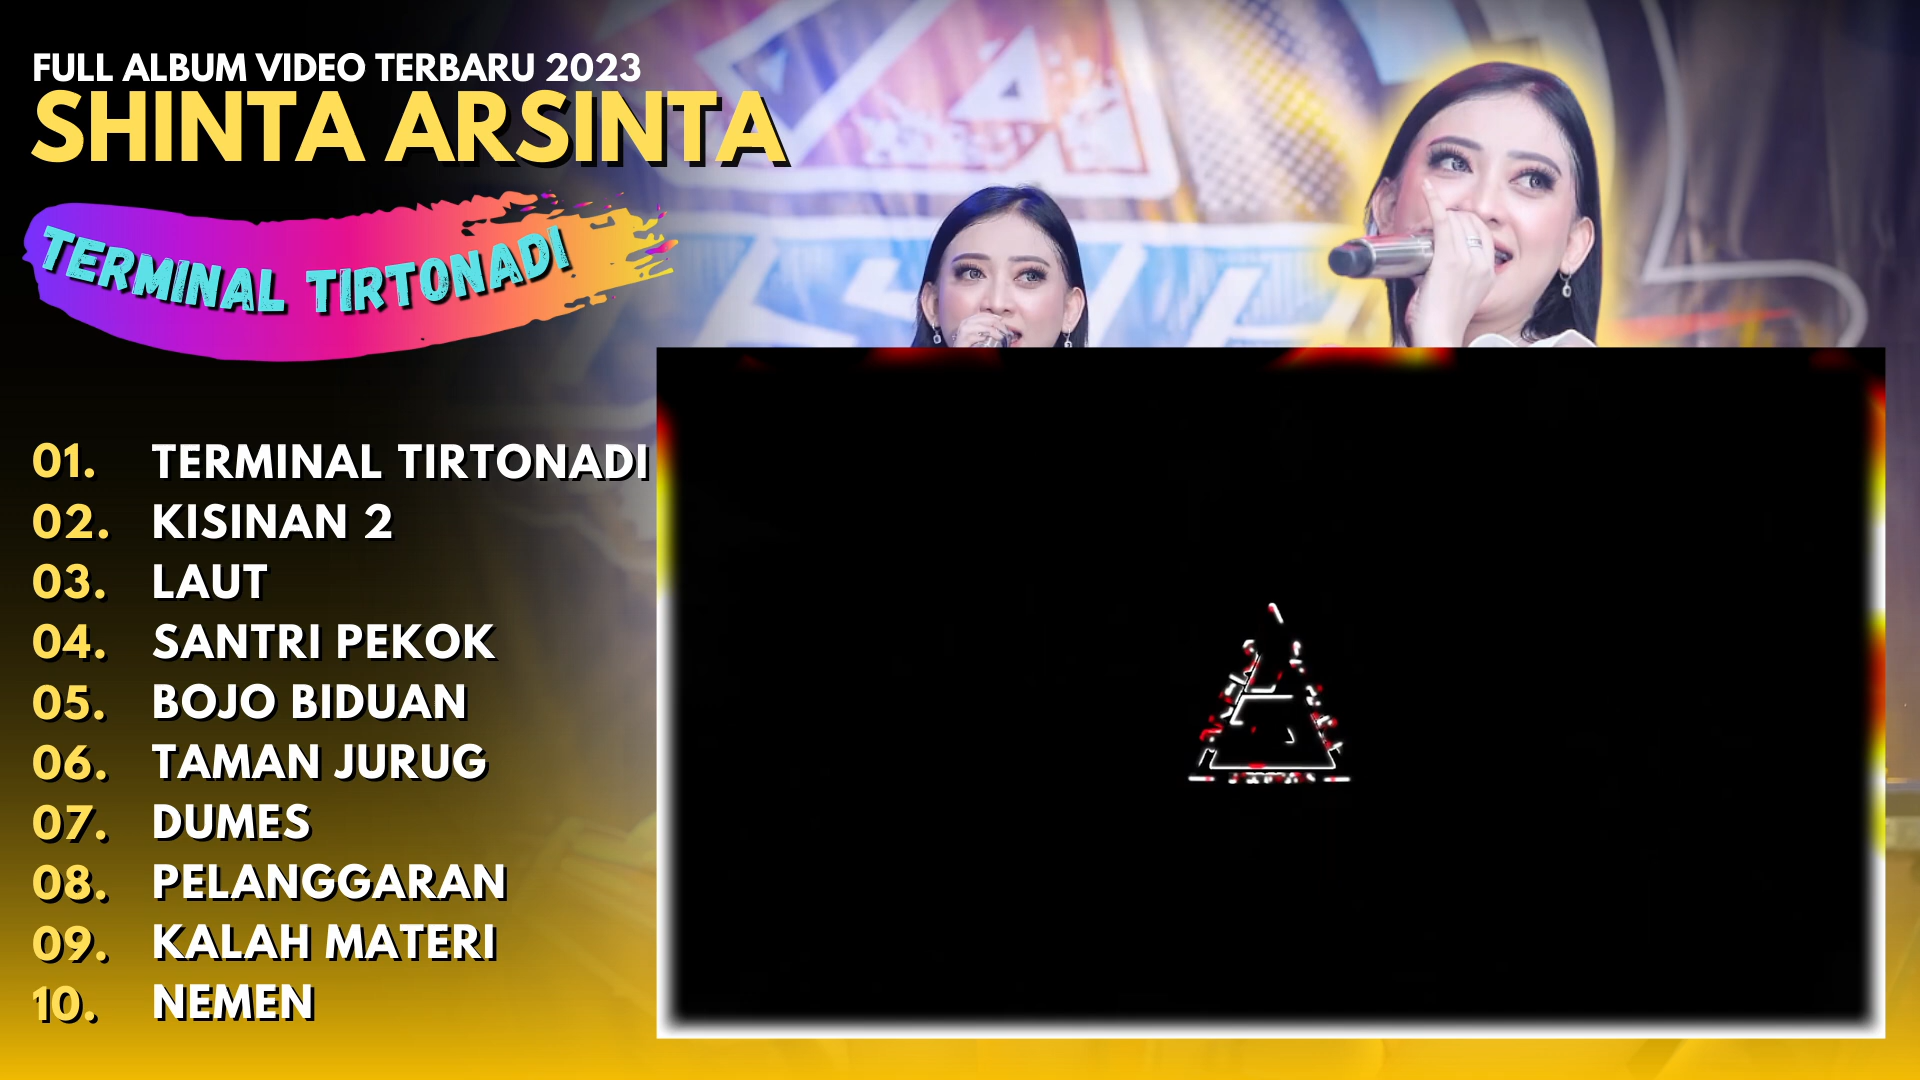 FULL ALBUM VIDEO TERBARU 2023
SHINTA ARSINTA
TERMINAL TIRTONADI
01. TERMINAL TIRTONADI
02. KISINAN 2
03. LAUT
04. SANTRI PEKOK
05. BOJO BIDUAN
06. TAMAN JURUG
07. DUMES
08. PELANGGARAN
09. KALAH MATERI
10. NEMEN